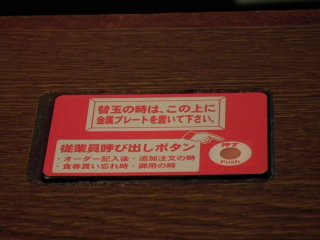 替玉の時は、この上に
金属プレートを置いて下さい。
従業員呼び出しボタン
・オーダー記入後・追加注文の時
・食券買い忘れ時・御用の時
押す
Push